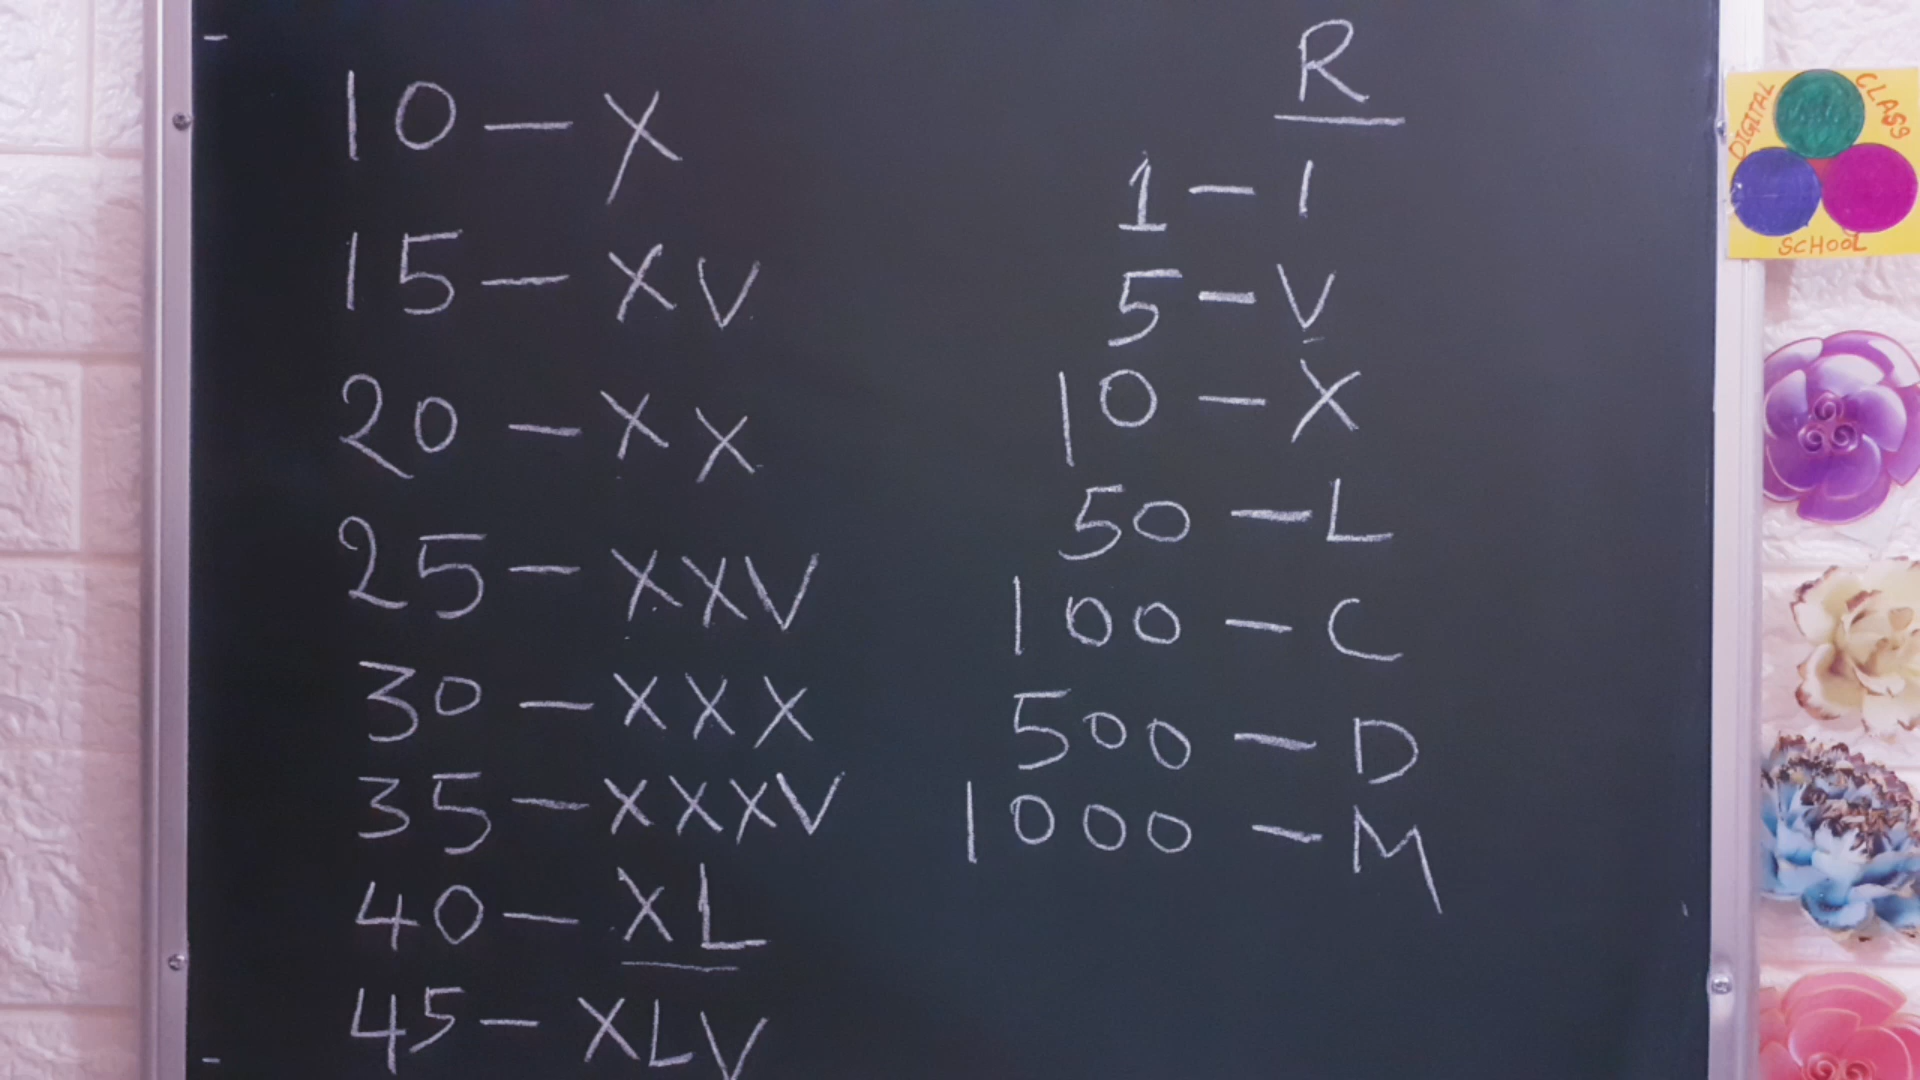 10 — X
15 — XV
20 — XX
25 — XXV
30 — XXX
35 — XXXV
40 — XL
45 — XLV
R
1 — I
5 — V
10 — X
50 — L
100 — C
500 — D
1000 — M
DIGITAL CLASS
SCHOOL